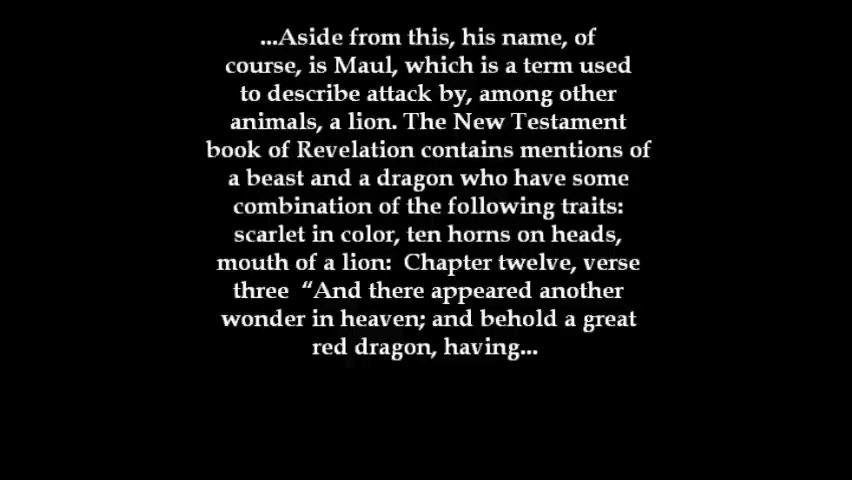 ...Aside from this, his name, of
course, is Maul, which is a term used
to describe attack by, among other
animals, a lion. The New Testament
book of Revelation contains mentions of
a beast and a dragon who have some
combination of the following traits:
scarlet in color, ten horns on heads,
mouth of a lion:  Chapter twelve, verse
three  “And there appeared another
wonder in heaven; and behold a great
red dragon, having...